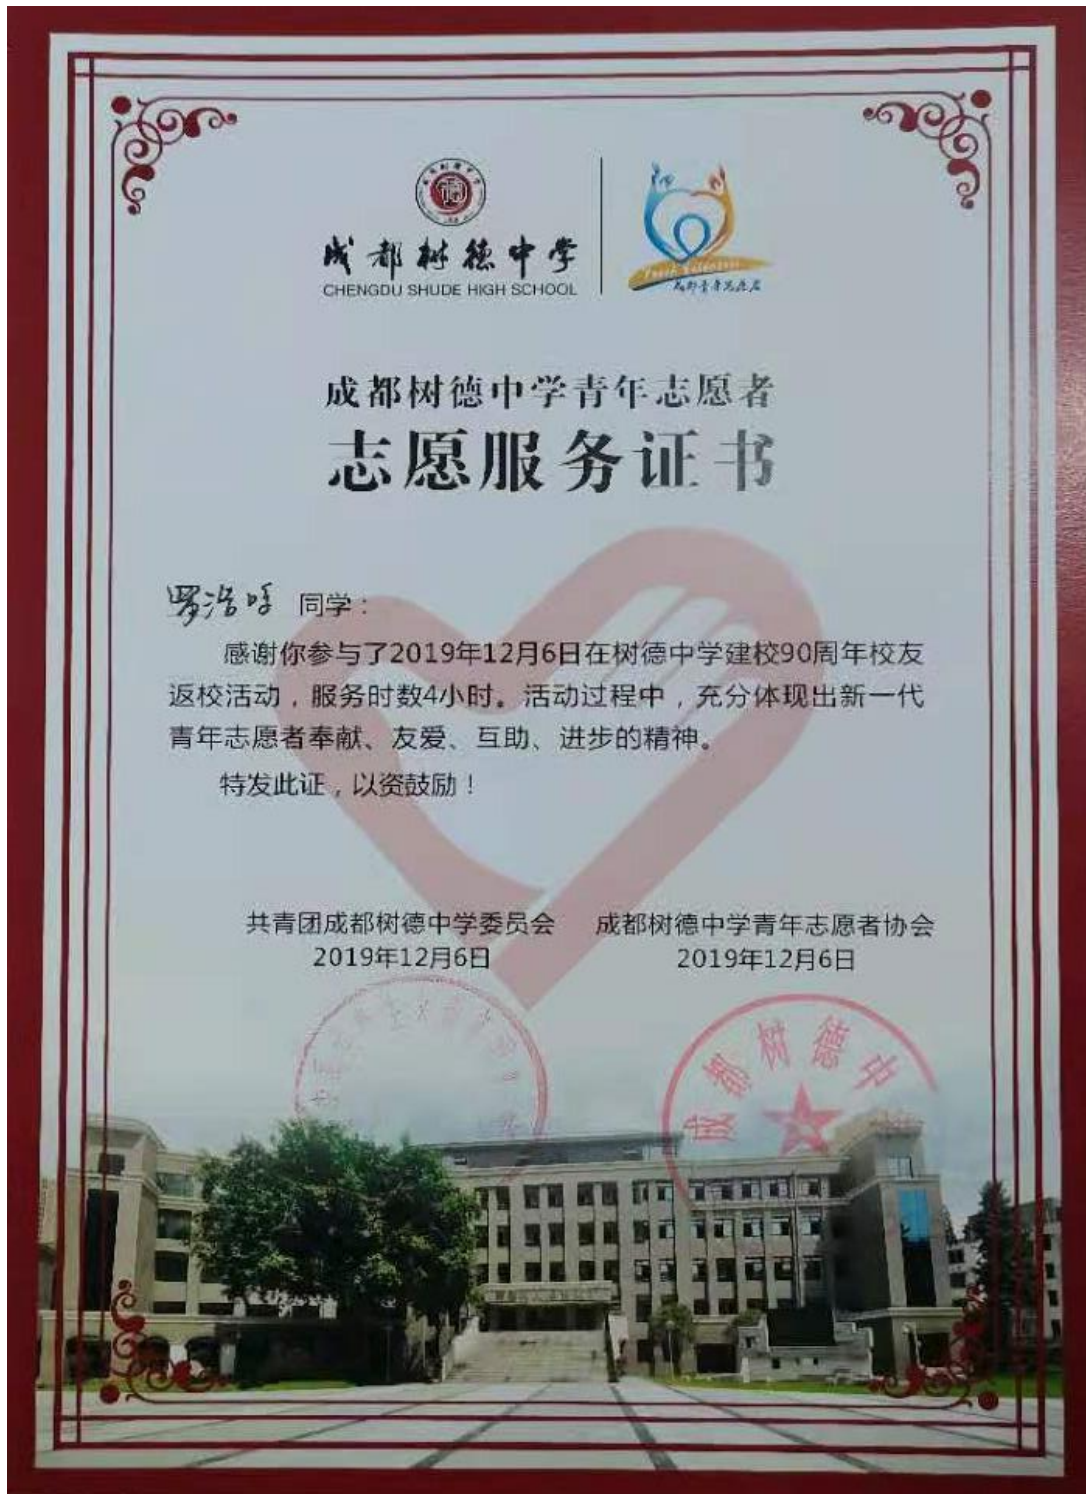 成都树德中学
CHENGDU SHUDE HIGH SCHOOL
成都青年志愿者
成都树德中学青年志愿者
志愿服务证书
同学：
感谢你参与了2019年12月6日在树德中学建校90周年校友
返校活动，服务时数4小时。活动过程中，充分体现出新一代
青年志愿者奉献、友爱、互助、进步的精神。
特发此证，以资鼓励！
共青团成都树德中学委员会
2019年12月6日
成都树德中学青年志愿者协会
2019年12月6日
成都树德中